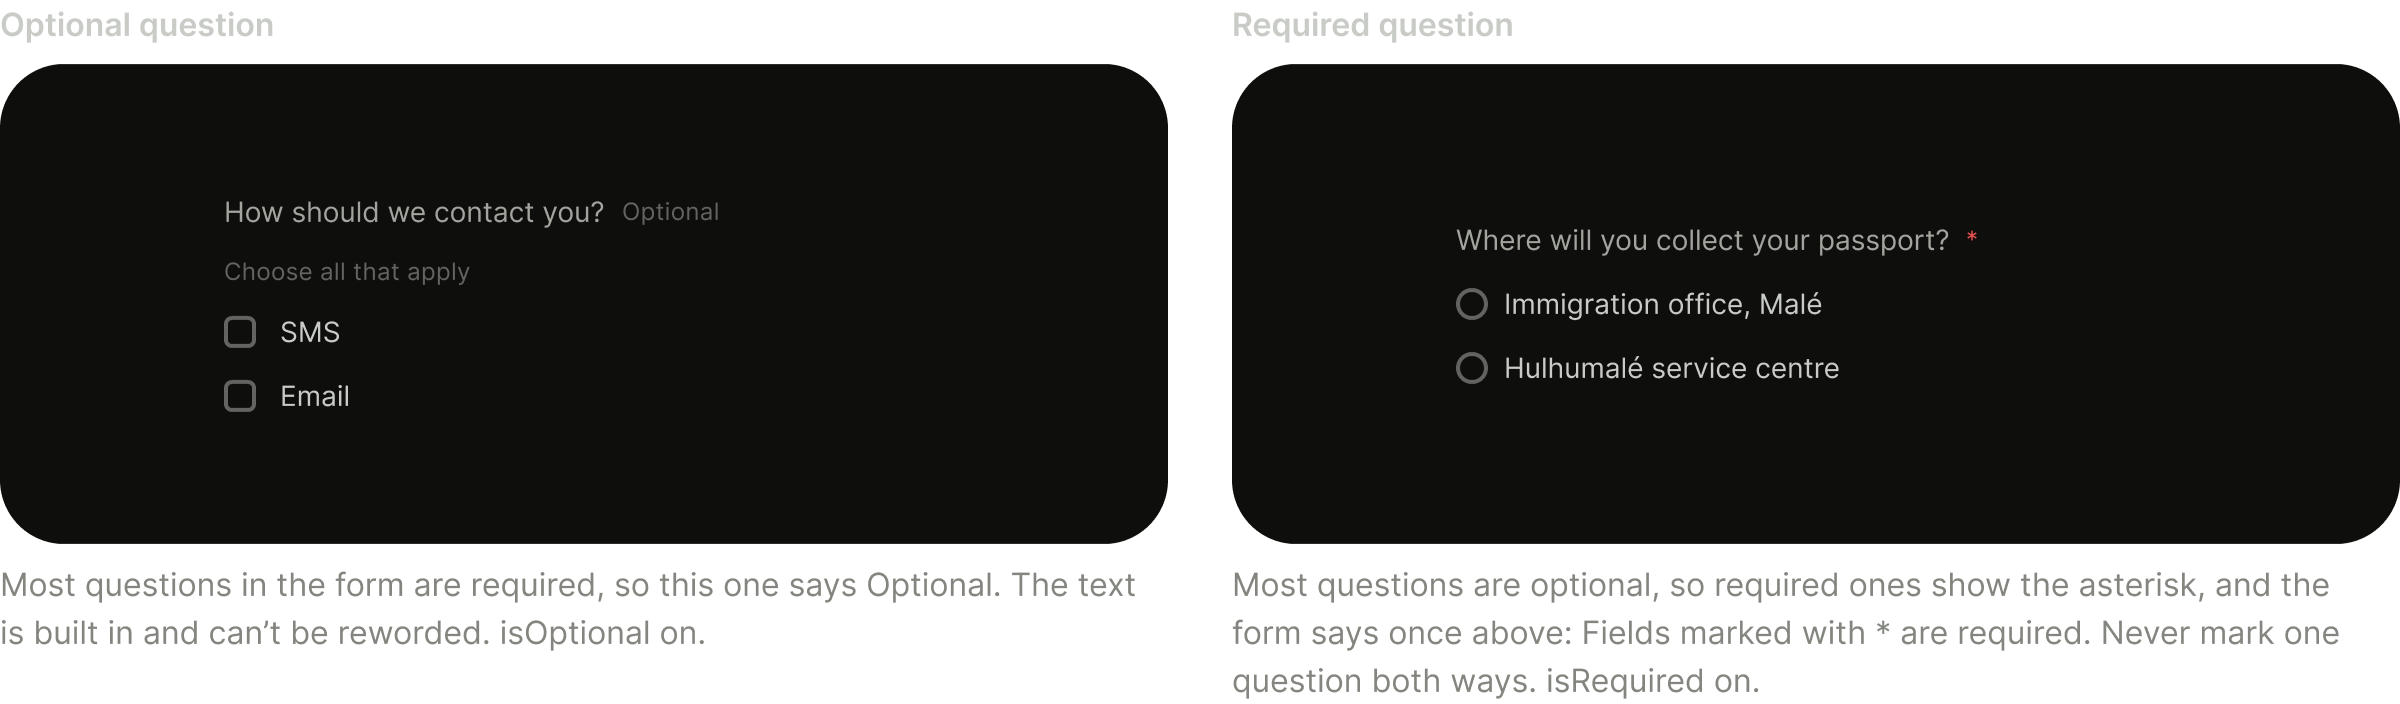 Optional question
How should we contact you? Optional
Choose all that apply
SMS
Email
Most questions in the form are required, so this one says Optional. The text
is built in and can’t be reworded. isOptional on.
Required question
Where will you collect your passport? *
Immigration office, Malé
Hulhumalé service centre
Most questions are optional, so required ones show the asterisk, and the
form says once above: Fields marked with * are required. Never mark one
question both ways. isRequired on.